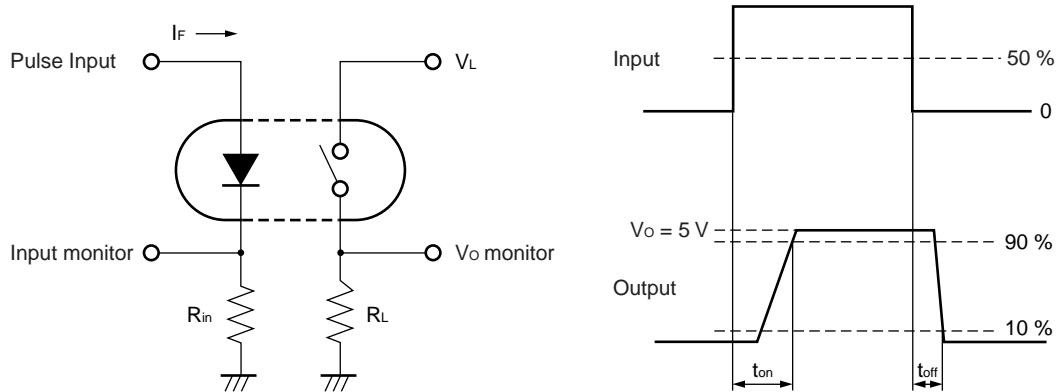 IF
Pulse Input
VL
Input monitor
VO monitor
Rin
RL
Input
50 %
0
VO = 5 V
90 %
Output
10 %
ton
toff